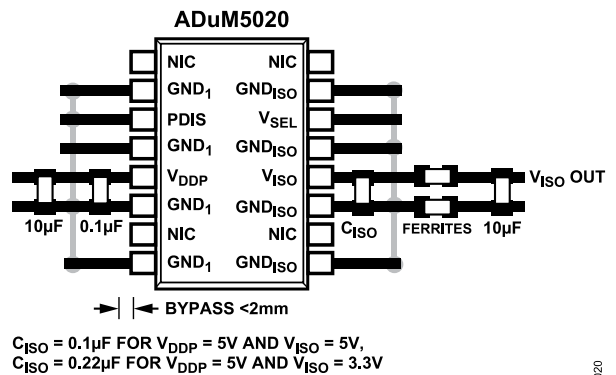 ADuM5020
NIC NIC
GND1 GNDISO
PDIS VSEL
GND1 GNDISO
VDDP VISO VISO OUT
GND1 GNDISO
10µF 0.1µF CISO FERRITES 10µF
NIC NIC
GND1 GNDISO
BYPASS <2mm
CISO = 0.1µF FOR VDDP = 5V AND VISO = 5V,
CISO = 0.22µF FOR VDDP = 5V AND VISO = 3.3V
020